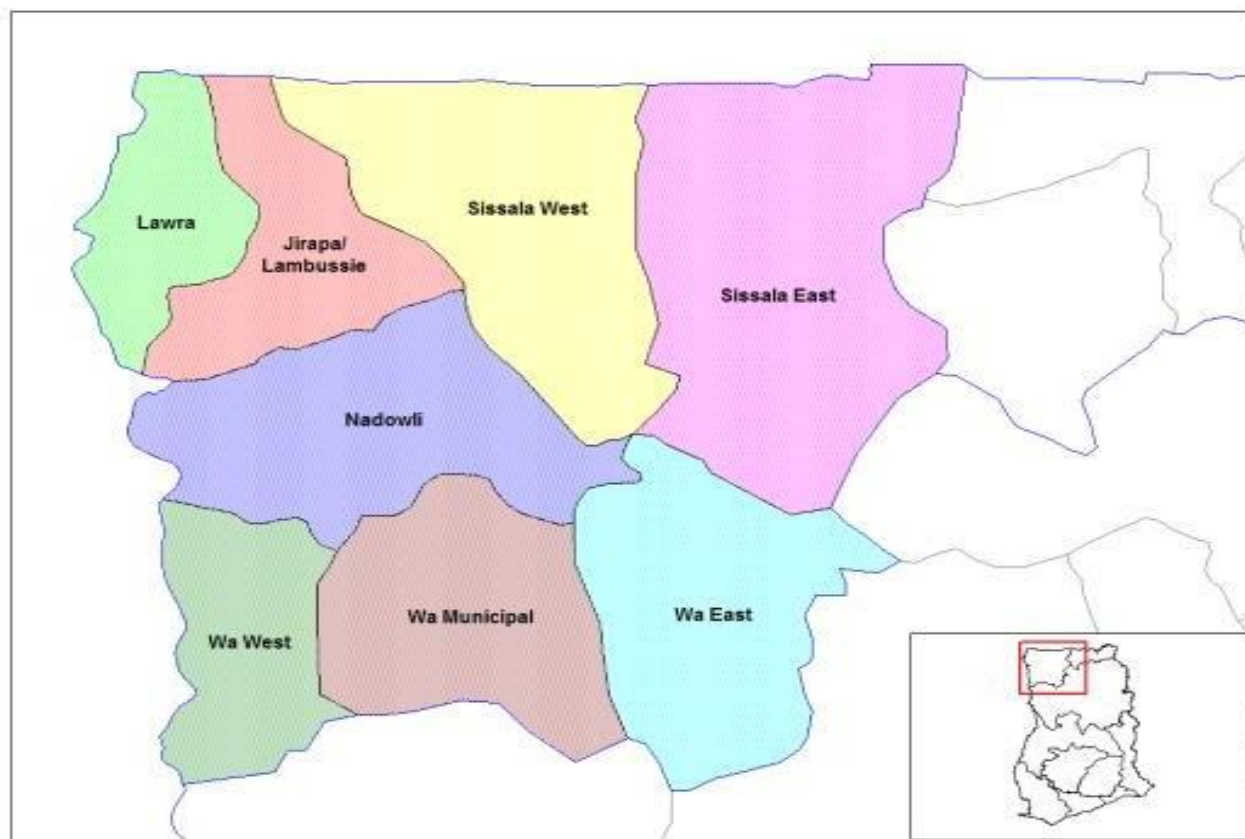 Lawra
Jirapa/
Lambussie
Sissala West
Sissala East
Nadowli
Wa West
Wa Municipal
Wa East